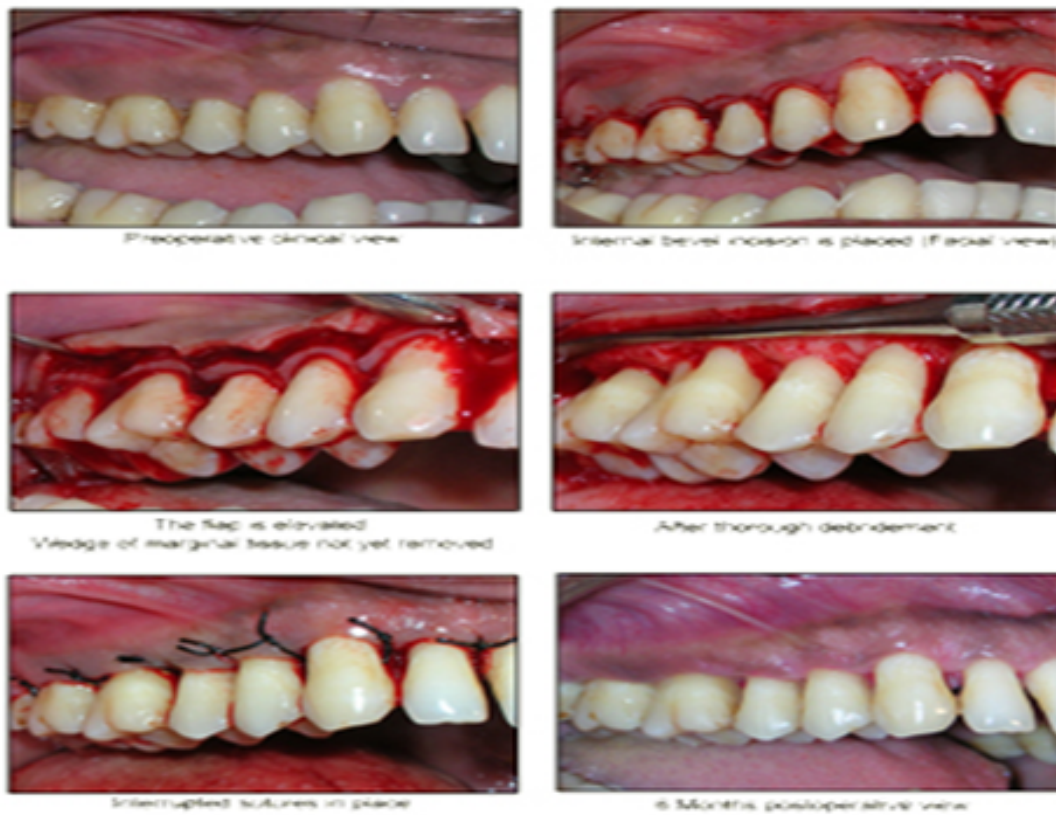 Preoperative clinical view
Internal bevel incision is placed (Facial view)
The flap is elevated
Wedge of marginal tissue not yet removed
After thorough debridement
Interrupted sutures in place
6 Months postoperative view